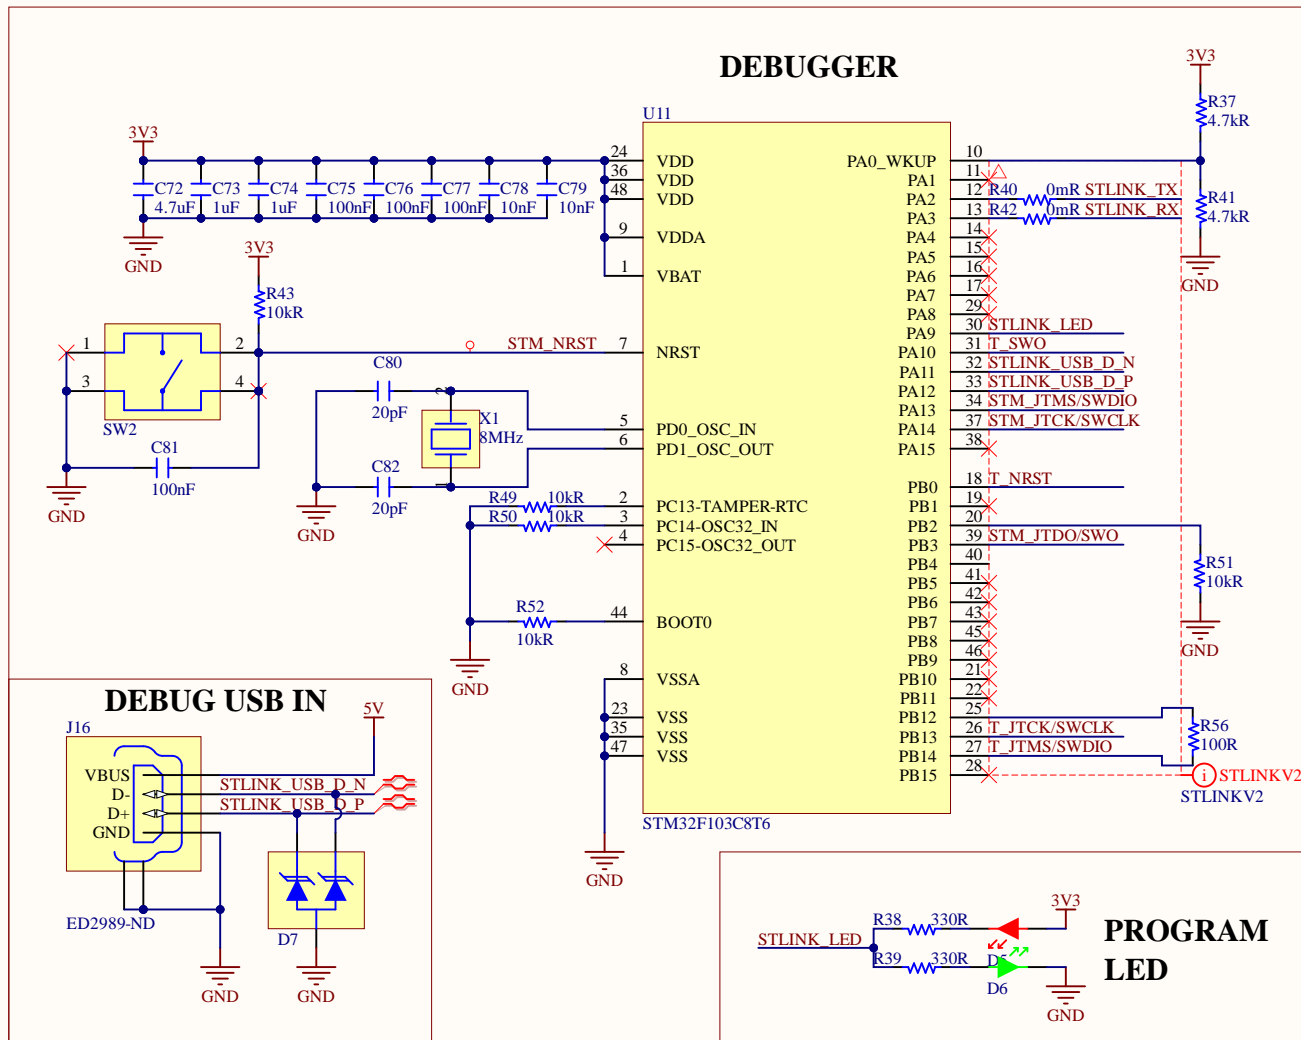 DEBUGGER
3V3
R37
4.7kR
R41
4.7kR
GND
U11
3V3
C72
4.7uF
C73
1uF
C74
1uF
C75
100nF
C76
100nF
C77
100nF
C78
10nF
C79
10nF
GND
24 VDD
36 VDD
48 VDD
9 VDDA
1 VBAT
7 NRST
5 PD0_OSC_IN
6 PD1_OSC_OUT
2 PC13-TAMPER-RTC
3 PC14-OSC32_IN
4 PC15-OSC32_OUT
44 BOOT0
8 VSSA
23 VSS
35 VSS
47 VSS
PA0_WKUP 10
PA1 11
PA2 12 R40 0mR STLINK_TX
PA3 13 R42 0mR STLINK_RX
PA4 14
PA5 15
PA6 16
PA7 17
PA8 29
PA9 30 STLINK_LED
PA10 31 T_SWO
PA11 32 STLINK_USB_D_N
PA12 33 STLINK_USB_D_P
PA13 34 STM_JTMS/SWDIO
PA14 37 STM_JTCK/SWCLK
PA15 38
PB0 18 T_NRST
PB1 19
PB2 20
PB3 39 STM_JTDO/SWO
PB4 40
PB5 41
PB6 42
PB7 43
PB8 45
PB9 46
PB10 21
PB11 22
PB12 25
PB13 26 T_JTCK/SWCLK
PB14 27 T_JTMS/SWDIO
PB15 28
STM32F103C8T6
3V3
R43
10kR
STM_NRST
1 2
3 4
SW2
C81
100nF
GND
C80
20pF
2
X1
8MHz
1
C82
20pF
GND
R49 10kR
R50 10kR
R52
10kR
GND
GND
R51
10kR
GND
R56
100R
i STLINKV2
STLINKV2
DEBUG USB IN
J16
5V
VBUS
D- STLINK_USB_D_N
D+ STLINK_USB_D_P
GND
ED2989-ND
D7
GND
GND
PROGRAM
LED
STLINK_LED
R38 330R
3V3
R39 330R
D5
D6
GND